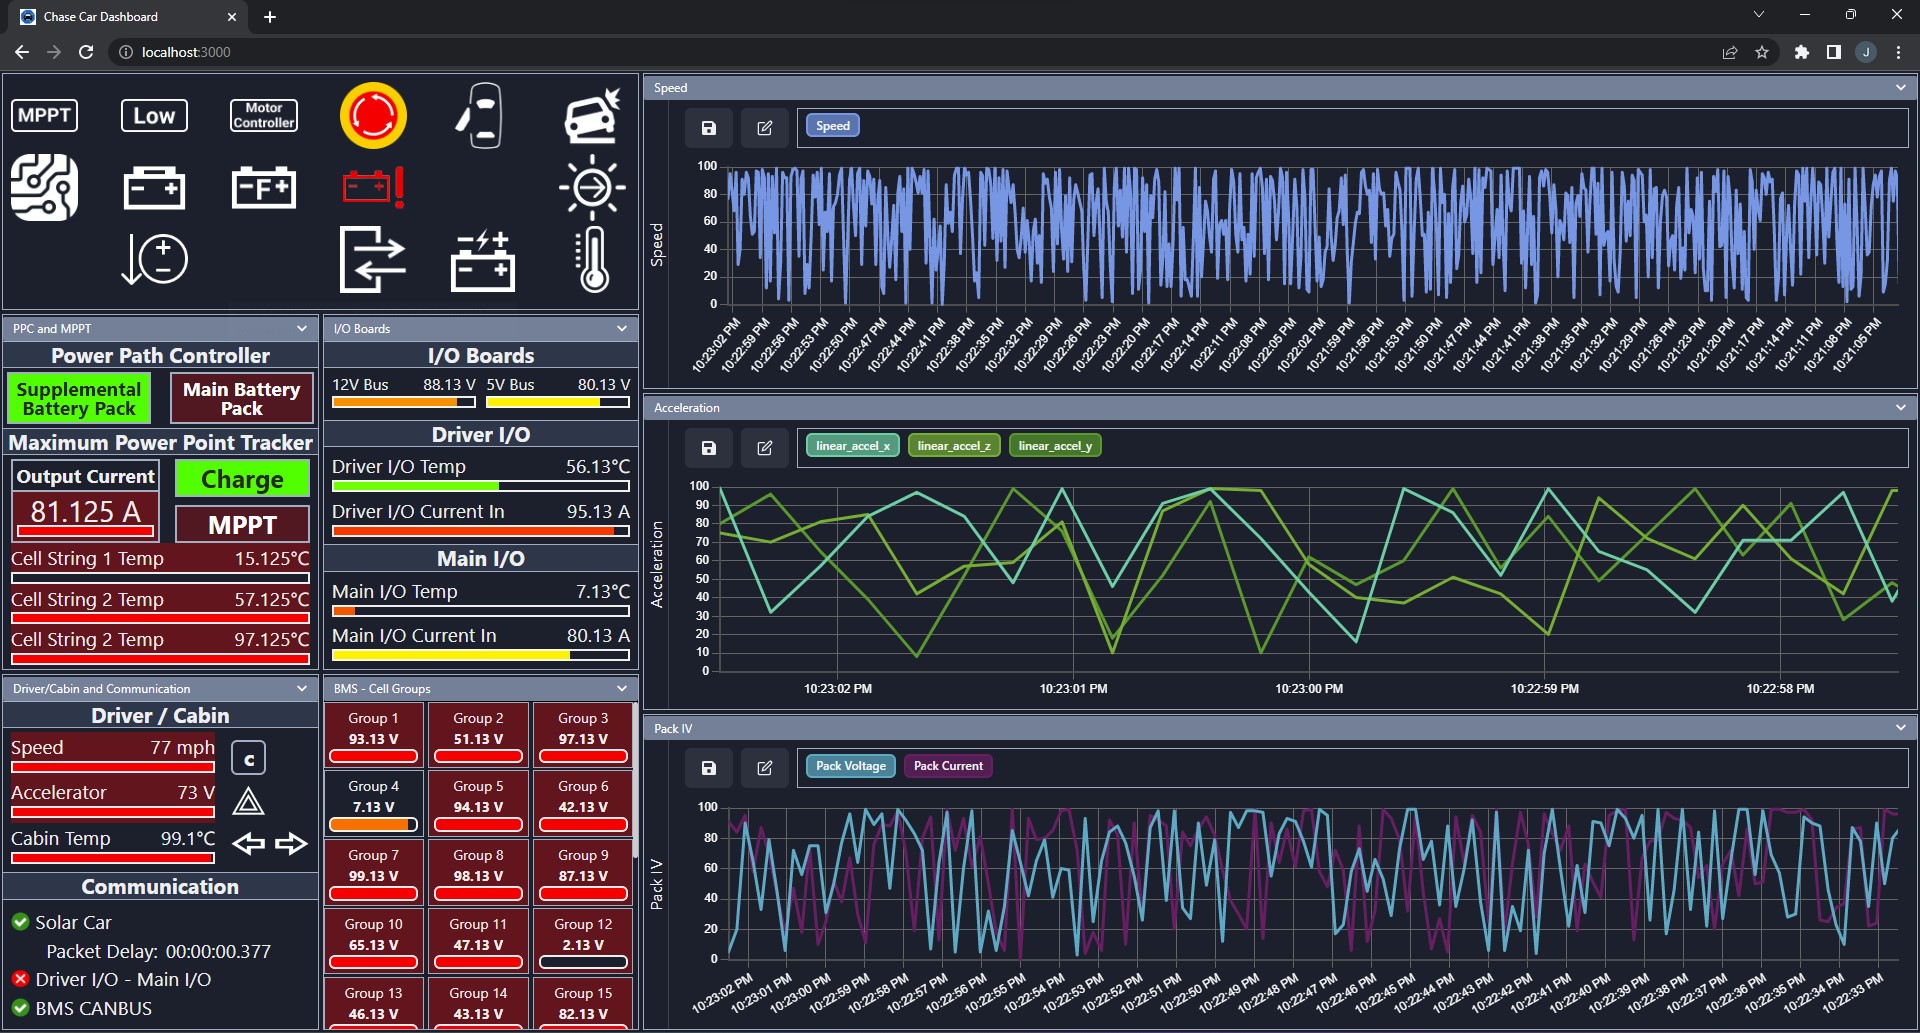 Chase Car Dashboard
localhost:3000
J
MPPT
Low
Motor
Controller
F
PPC and MPPT
Power Path Controller
Supplemental
Battery Pack
Main Battery
Pack
Maximum Power Point Tracker
Output Current
81.125 A
Charge
MPPT
Cell String 1 Temp 15.125°C
Cell String 2 Temp 57.125°C
Cell String 2 Temp 97.125°C
I/O Boards
I/O Boards
12V Bus 88.13 V 5V Bus 80.13 V
Driver I/O
Driver I/O Temp 56.13°C
Driver I/O Current In 95.13 A
Main I/O
Main I/O Temp 7.13°C
Main I/O Current In 80.13 A
Driver/Cabin and Communication
Driver / Cabin
Speed 77 mph
c
Accelerator 73 V
Cabin Temp 99.1°C
Communication
Solar Car
Packet Delay: 00:00:00.377
Driver I/O - Main I/O
BMS CANBUS
BMS - Cell Groups
Group 1 Group 2 Group 3
93.13 V 51.13 V 97.13 V
Group 4 Group 5 Group 6
7.13 V 94.13 V 42.13 V
Group 7 Group 8 Group 9
99.13 V 98.13 V 87.13 V
Group 10 Group 11 Group 12
65.13 V 47.13 V 2.13 V
Group 13 Group 14 Group 15
46.13 V 43.13 V 82.13 V
Speed
Speed
Speed
100
80
60
40
20
0
10:23:02 PM 10:22:59 PM 10:22:56 PM 10:22:53 PM 10:22:50 PM 10:22:47 PM 10:22:44 PM 10:22:41 PM 10:22:38 PM 10:22:35 PM 10:22:32 PM 10:22:29 PM 10:22:26 PM 10:22:23 PM 10:22:20 PM 10:22:17 PM 10:22:14 PM 10:22:11 PM 10:22:08 PM 10:22:05 PM 10:22:02 PM 10:21:59 PM 10:21:56 PM 10:21:53 PM 10:21:50 PM 10:21:47 PM 10:21:44 PM 10:21:41 PM 10:21:38 PM 10:21:35 PM 10:21:32 PM 10:21:29 PM 10:21:26 PM 10:21:23 PM 10:21:20 PM 10:21:17 PM 10:21:14 PM 10:21:11 PM 10:21:08 PM 10:21:05 PM
Acceleration
linear_accel_x linear_accel_z linear_accel_y
Acceleration
100
90
80
70
60
50
40
30
20
10
0
10:23:02 PM 10:23:01 PM 10:23:00 PM 10:22:59 PM 10:22:58 PM
Pack IV
Pack Voltage Pack Current
Pack IV
100
80
60
40
20
0
10:23:02 PM 10:23:01 PM 10:23:00 PM 10:22:59 PM 10:22:58 PM 10:22:57 PM 10:22:56 PM 10:22:55 PM 10:22:54 PM 10:22:53 PM 10:22:52 PM 10:22:51 PM 10:22:50 PM 10:22:49 PM 10:22:48 PM 10:22:47 PM 10:22:46 PM 10:22:45 PM 10:22:44 PM 10:22:43 PM 10:22:42 PM 10:22:41 PM 10:22:40 PM 10:22:39 PM 10:22:38 PM 10:22:37 PM 10:22:36 PM 10:22:35 PM 10:22:34 PM 10:22:33 PM